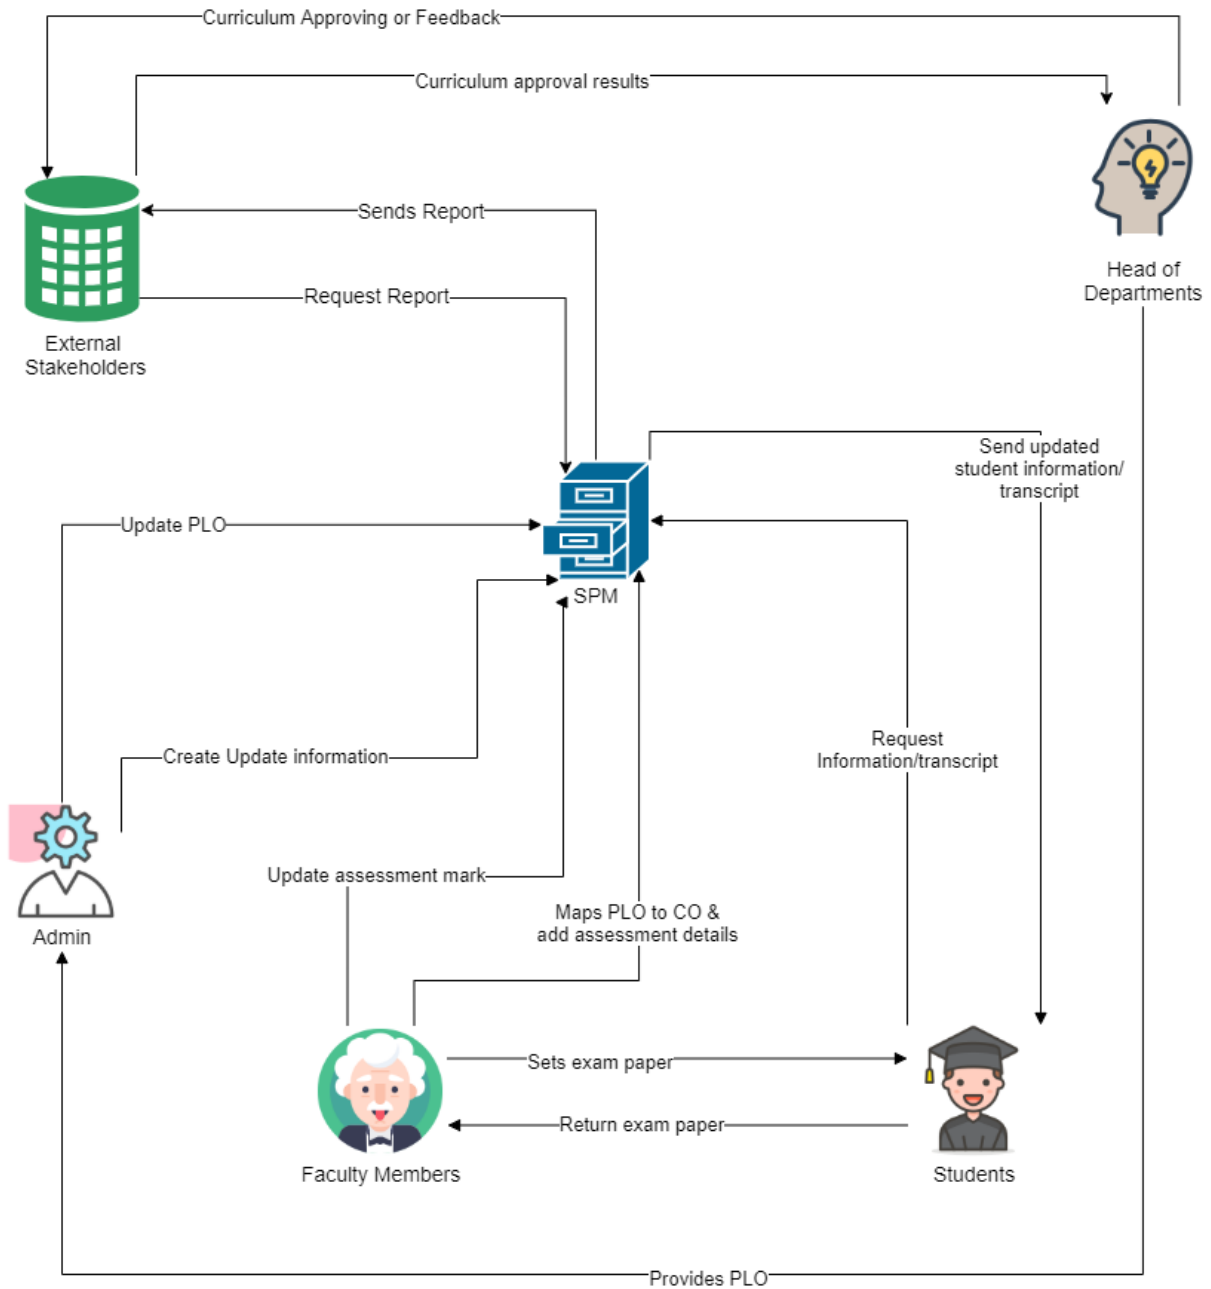 Curriculum Approving or Feedback
Curriculum approval results
Sends Report
Head of
Departments
Request Report
External
Stakeholders
Send updated
student information/
transcript
Update PLO
SPM
Request
Information/transcript
Create Update information
Update assessment mark
Maps PLO to CO &
add assessment details
Admin
Sets exam paper
Return exam paper
Faculty Members
Students
Provides PLO